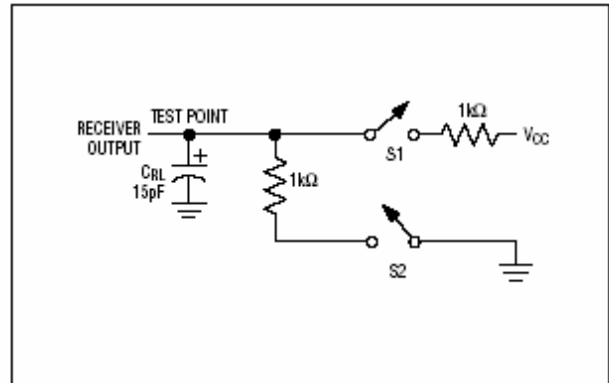 TEST POINT
RECEIVER
OUTPUT
CRL
15pF
1kΩ
S1
1kΩ
VCC
S2